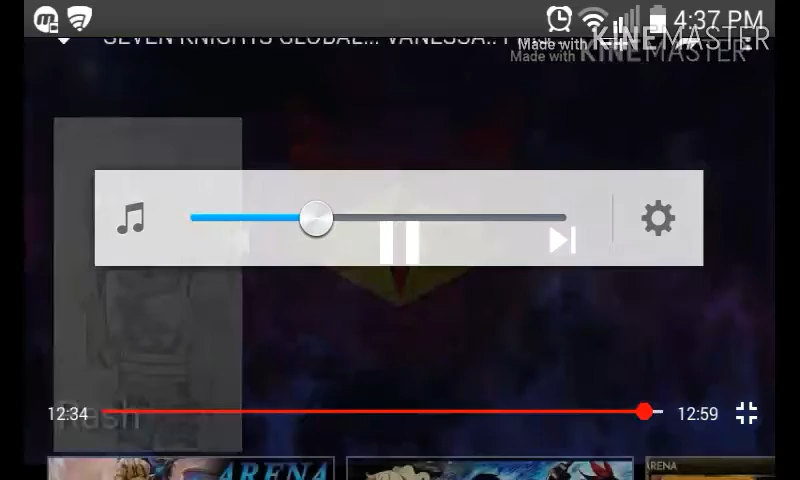 4:37 PM
SEVEN KNIGHTS GLOBAL... VANESSA..
Made with KINEMASTER
Made with KINEMASTER
Rash
12:34
12:59
ARENA
ARENA